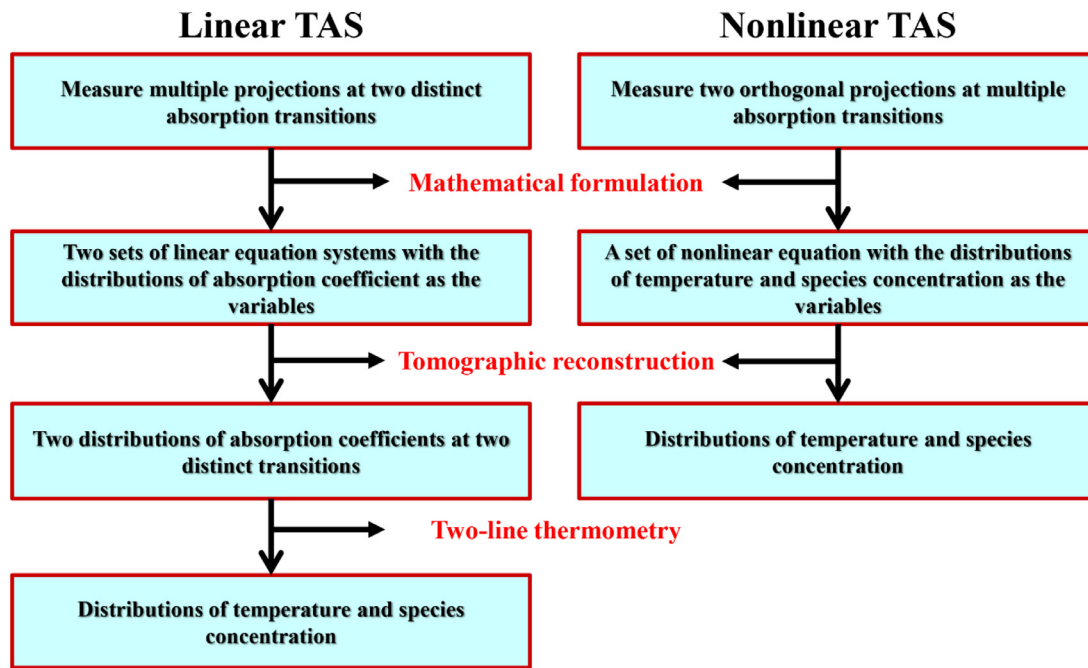 Linear TAS
Nonlinear TAS
Measure multiple projections at two distinct
absorption transitions
Measure two orthogonal projections at multiple
absorption transitions
Mathematical formulation
Two sets of linear equation systems with the
distributions of absorption coefficient as the
variables
A set of nonlinear equation with the distributions
of temperature and species concentration as the
variables
Tomographic reconstruction
Two distributions of absorption coefficients at two
distinct transitions
Distributions of temperature and species
concentration
Two-line thermometry
Distributions of temperature and species
concentration